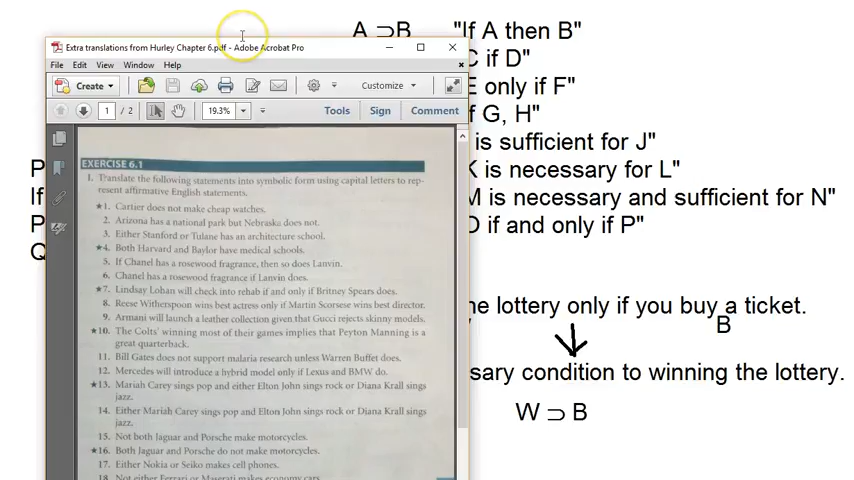 A ⊃B "If A then B"
C if D"
E only if F"
f G, H"
is sufficient for J"
K is necessary for L"
M is necessary and sufficient for N"
O if and only if P"
P
If
P
Q
Extra translations from Hurley Chapter 6.pdf - Adobe Acrobat Pro
File Edit View Window Help
Create Customize
1 / 2 19.3% Tools Sign Comment
EXERCISE 6.1
I. Translate the following statements into symbolic form using capital letters to rep-
resent affirmative English statements.
★1. Cartier does not make cheap watches.
2. Arizona has a national park but Nebraska does not.
3. Either Stanford or Tulane has an architecture school.
★4. Both Harvard and Baylor have medical schools.
5. If Chanel has a rosewood fragrance, then so does Lanvin.
6. Chanel has a rosewood fragrance if Lanvin does.
★7. Lindsay Lohan will check into rehab if and only if Britney Spears does.
8. Reese Witherspoon wins best actress only if Martin Scorsese wins best director.
9. Armani will launch a leather collection given that Gucci rejects skinny models.
★10. The Colts' winning most of their games implies that Peyton Manning is a
great quarterback.
11. Bill Gates does not support malaria research unless Warren Buffet does.
12. Mercedes will introduce a hybrid model only if Lexus and BMW do.
★13. Mariah Carey sings pop and either Elton John sings rock or Diana Krall sings
jazz.
14. Either Mariah Carey sings pop and Elton John sings rock or Diana Krall sings
jazz.
15. Not both Jaguar and Porsche make motorcycles.
★16. Both Jaguar and Porsche do not make motorcycles.
17. Either Nokia or Seiko makes cell phones.
18. Not either Ferrari or Maserati makes economy cars.
he lottery only if you buy a ticket.
B
sary condition to winning the lottery.
W ⊃ B